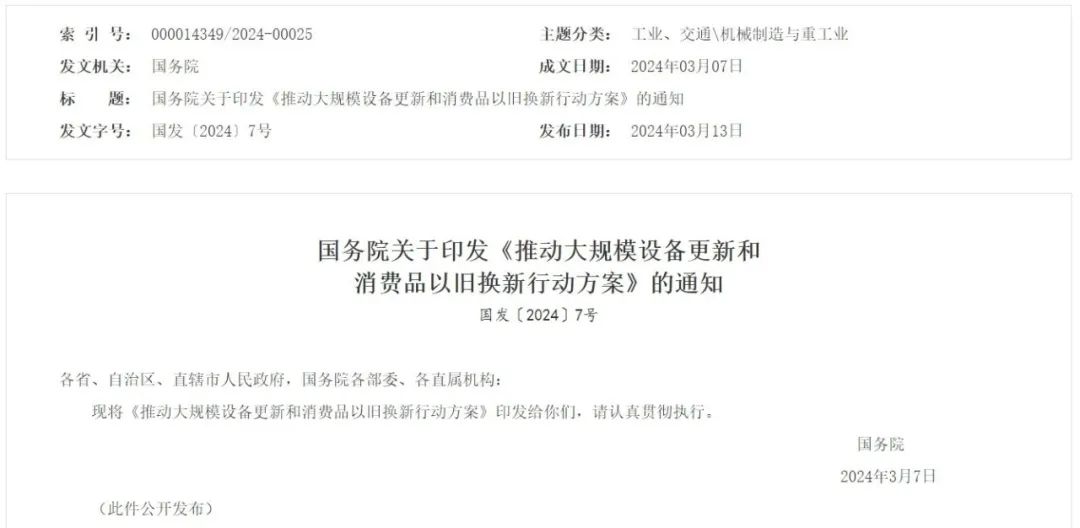 索 引 号： 000014349/2024-00025 主题分类： 工业、交通\机械制造与重工业
发文机关： 国务院 成文日期： 2024年03月07日
标　　题： 国务院关于印发《推动大规模设备更新和消费品以旧换新行动方案》的通知
发文字号： 国发〔2024〕7号 发布日期： 2024年03月13日
国务院关于印发《推动大规模设备更新和
消费品以旧换新行动方案》的通知
国发〔2024〕7号
各省、自治区、直辖市人民政府，国务院各部委、各直属机构：
现将《推动大规模设备更新和消费品以旧换新行动方案》印发给你们，请认真贯彻执行。
国务院
2024年3月7日
（此件公开发布）